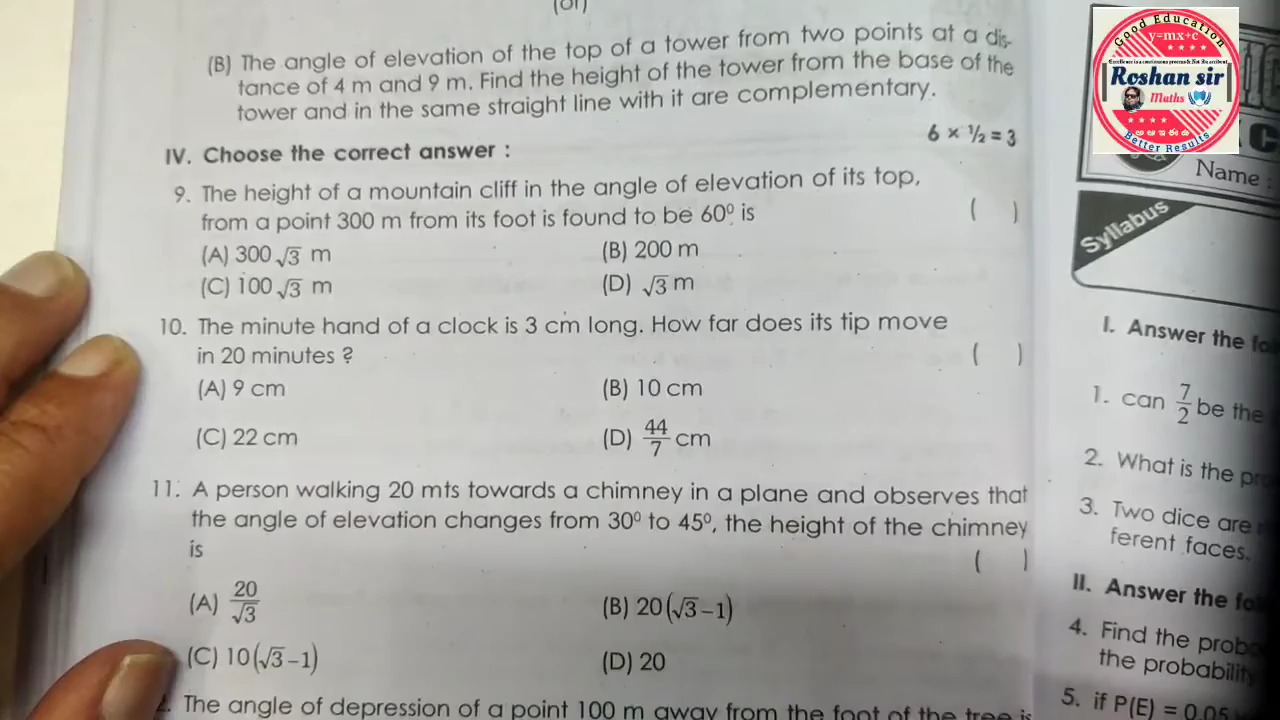 (or)
(B) The angle of elevation of the top of a tower from two points at a dis-
tance of 4 m and 9 m. Find the height of the tower from the base of the
tower and in the same straight line with it are complementary.
IV. Choose the correct answer :
6 × ½ = 3
9. The height of a mountain cliff in the angle of elevation of its top,
from a point 300 m from its foot is found to be 60⁰ is ( )
(A) 300√3 m (B) 200 m
(C) 100√3 m (D) √3 m
10. The minute hand of a clock is 3 cm long. How far does its tip move
in 20 minutes ? ( )
(A) 9 cm (B) 10 cm
(C) 22 cm (D) 44/7 cm
11. A person walking 20 mts towards a chimney in a plane and observes that
the angle of elevation changes from 30⁰ to 45⁰, the height of the chimney
is ( )
(A) 20/√3 (B) 20(√3–1)
(C) 10(√3–1) (D) 20
The angle of depression of a point 100 m away from the foot of the tree is
Good Education
y=mx+c
Roshan sir
Maths
Better Results
Name :
Syllabus
I. Answer the
1. can 7/2 be the
2. What is the
3. Two dice are
ferent faces.
II. Answer the
4. Find the
the probability
5. if P(E) = 0.05